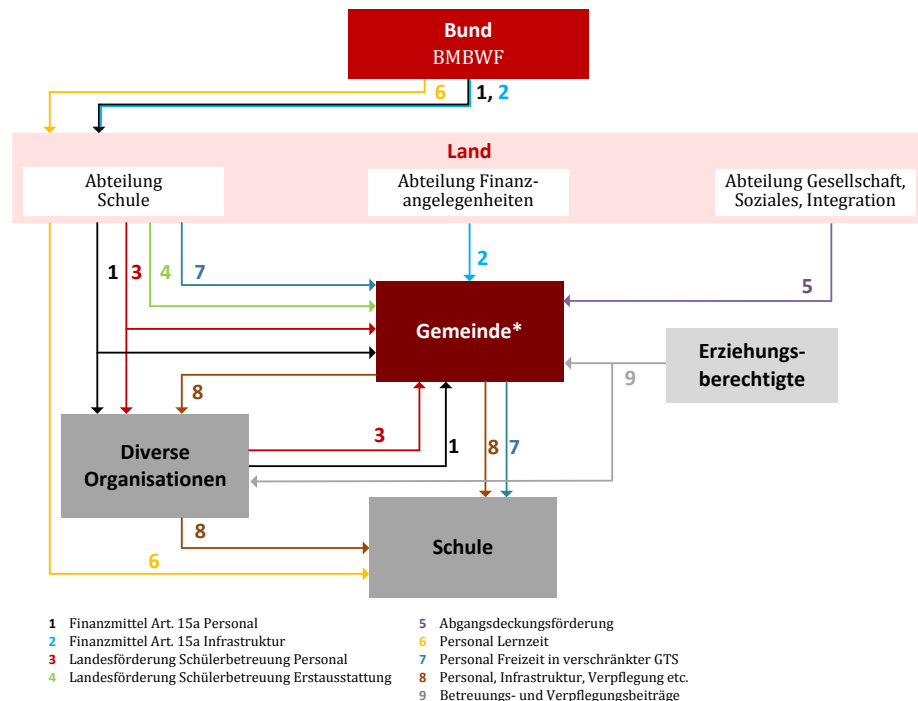 Bund
BMBWF
6
1, 2
Land
Abteilung
Schule
Abteilung Finanz-
angelegenheiten
Abteilung Gesellschaft,
Soziales, Integration
1
3
4
7
2
5
Gemeinde*
Erziehungs-
berechtigte
9
8
Diverse
Organisationen
3
1
8
7
8
Schule
6
1 Finanzmittel Art. 15a Personal
2 Finanzmittel Art. 15a Infrastruktur
3 Landesförderung Schülerbetreuung Personal
4 Landesförderung Schülerbetreuung Erstausstattung
5 Abgangsdeckungsförderung
6 Personal Lernzeit
7 Personal Freizeit in verschränkter GTS
8 Personal, Infrastruktur, Verpflegung etc.
9 Betreuungs- und Verpflegungsbeiträge